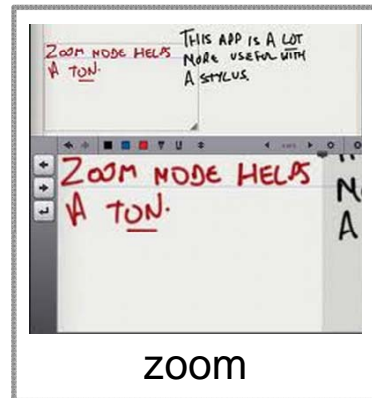 ZOOM MODE HELPS
A TON.
THIS APP IS A LOT
MORE USEFUL WITH
A STYLUS.
ZOOM MODE HELPS
A TON.
M
A
zoom